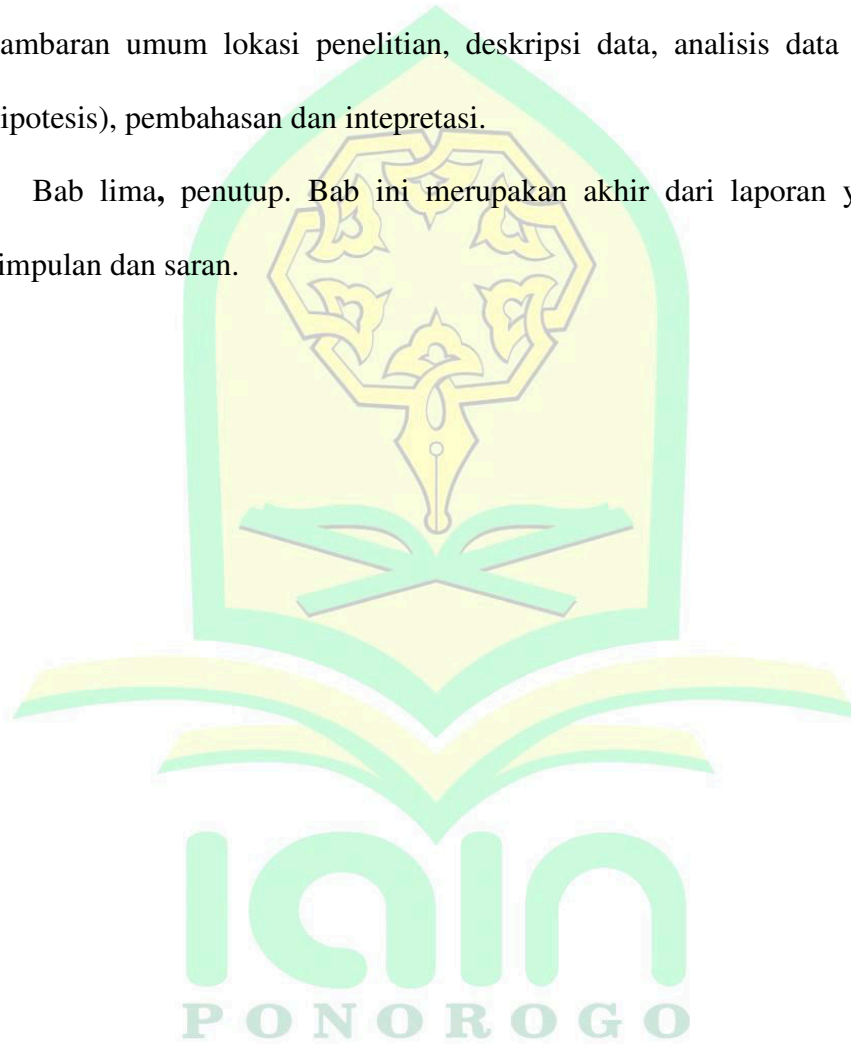 ambaran umum lokasi penelitian, deskripsi data, analisis data
ipotesis), pembahasan dan intepretasi.
Bab lima, penutup. Bab ini merupakan akhir dari laporan y
impulan dan saran.
iain
PONOROGO